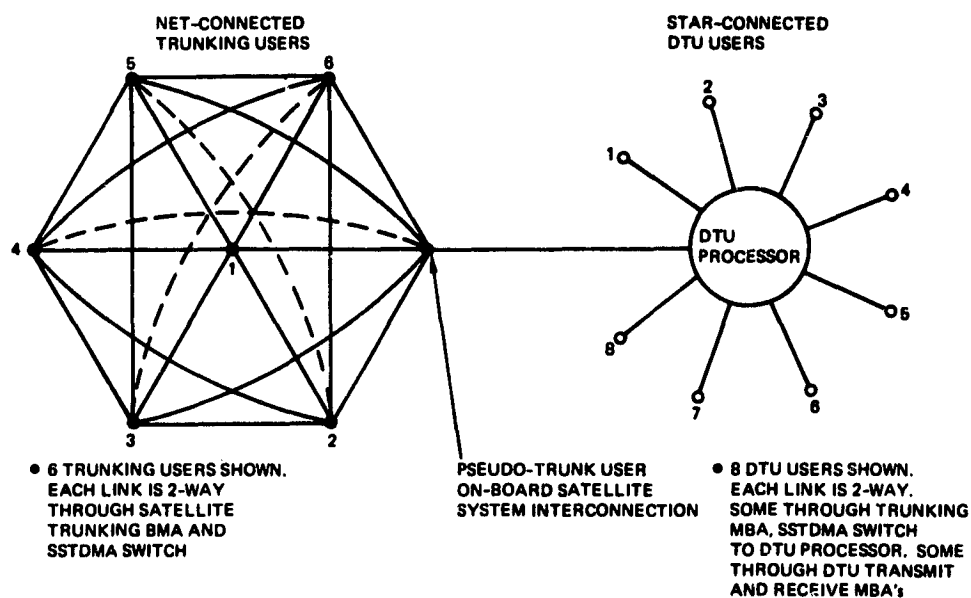 NET-CONNECTED
TRUNKING USERS
5
6
4
1
3
2
● 6 TRUNKING USERS SHOWN.
EACH LINK IS 2-WAY
THROUGH SATELLITE
TRUNKING BMA AND
SSTDMA SWITCH
PSEUDO-TRUNK USER
ON-BOARD SATELLITE
SYSTEM INTERCONNECTION
STAR-CONNECTED
DTU USERS
1
2
3
4
5
6
7
8
DTU
PROCESSOR
● 8 DTU USERS SHOWN.
EACH LINK IS 2-WAY.
SOME THROUGH TRUNKING
MBA, SSTDMA SWITCH
TO DTU PROCESSOR. SOME
THROUGH DTU TRANSMIT
AND RECEIVE MBA's